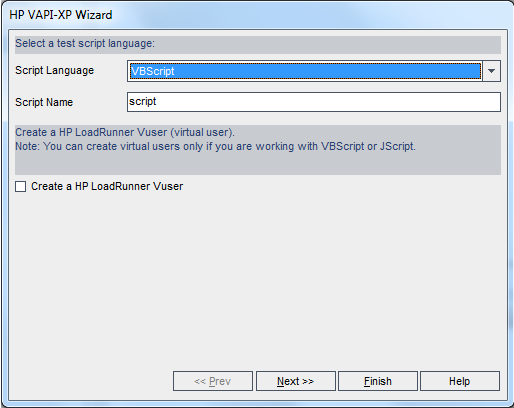 HP VAPI-XP Wizard
Select a test script language:
Script Language VBScript
Script Name script
Create a HP LoadRunner Vuser (virtual user).
Note: You can create virtual users only if you are working with VBScript or JScript.
Create a HP LoadRunner Vuser
<< Prev Next >> Finish Help